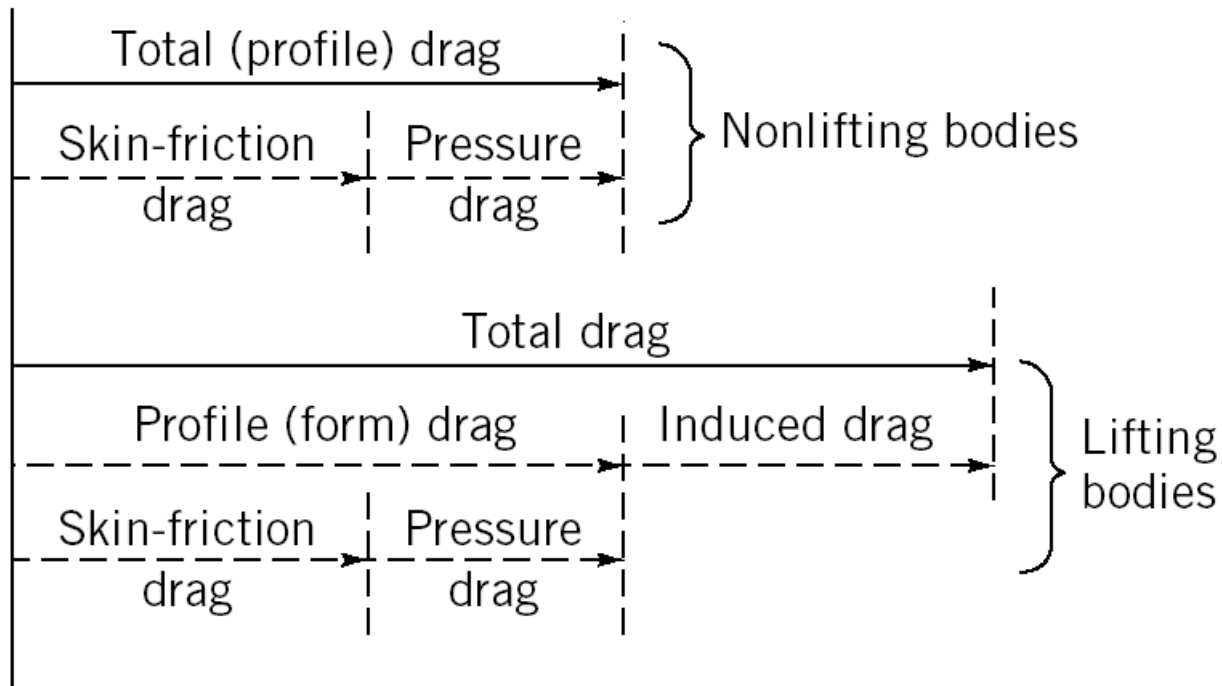 Total (profile) drag
Skin-friction
drag
Pressure
drag
Nonlifting bodies
Total drag
Profile (form) drag
Induced drag
Skin-friction
drag
Pressure
drag
Lifting
bodies